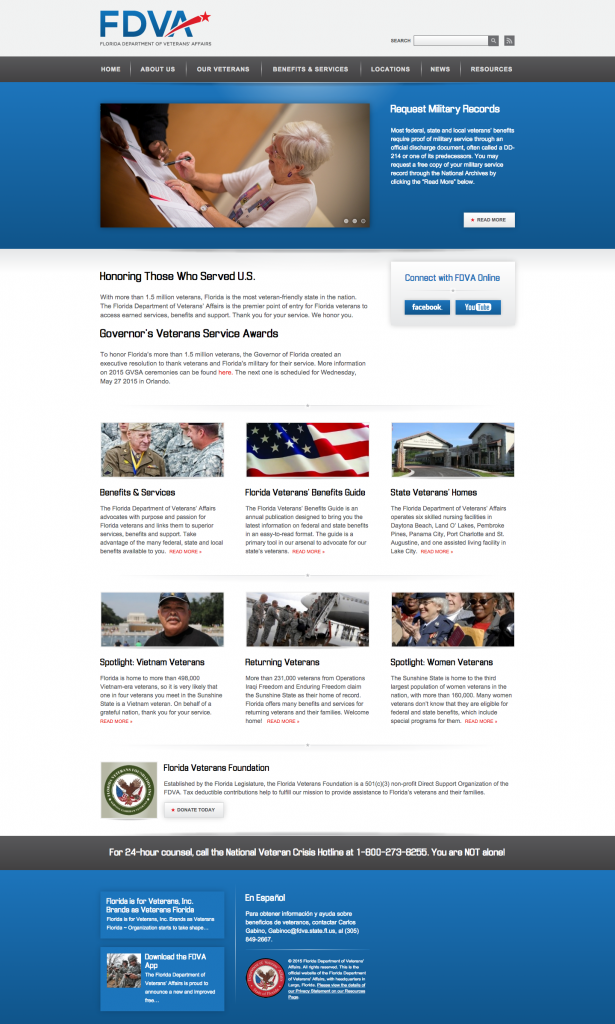 FDVA
FLORIDA DEPARTMENT OF VETERANS' AFFAIRS
SEARCH
HOME
ABOUT US
OUR VETERANS
BENEFITS & SERVICES
LOCATIONS
NEWS
RESOURCES
Request Military Records
Most federal, state and local veterans' benefits
require proof of military service through an
official discharge document, often called a DD-
214 or one of its predecessors. You may
request a free copy of your military service
record through the National Archives by
clicking the "Read More" below.
READ MORE
Honoring Those Who Served U.S.
With more than 1.5 million veterans, Florida is the most veteran-friendly state in the nation.
The Florida Department of Veterans' Affairs is the premier point of entry for Florida veterans to
access earned services, benefits and support. Thank you for your service. We honor you.
Governor's Veterans Service Awards
To honor Florida's more than 1.5 million veterans, the Governor of Florida created an
executive resolution to thank veterans and Florida's military for their service. More information
on 2015 GVSA ceremonies can be found here. The next one is scheduled for Wednesday,
May 27 2015 in Orlando.
Connect with FDVA Online
facebook.
YouTube
Benefits & Services
The Florida Department of Veterans' Affairs
advocates with purpose and passion for
Florida veterans and links them to superior
services, benefits and support. Take
advantage of the many federal, state and local
benefits available to you. READ MORE »
Florida Veterans' Benefits Guide
The Florida Veterans' Benefits Guide is an
annual publication designed to bring you the
latest information on federal and state benefits
in an easy-to-read format. The guide is a
primary tool in our arsenal to advocate for our
state's veterans. READ MORE »
State Veterans' Homes
The Florida Department of Veterans' Affairs
operates six skilled nursing facilities in
Daytona Beach, Land O' Lakes, Pembroke
Pines, Panama City, Port Charlotte and St.
Augustine, and one assisted living facility in
Lake City. READ MORE »
Spotlight: Vietnam Veterans
Florida is home to more than 498,000
Vietnam-era veterans, so it is very likely that
one in four veterans you meet in the Sunshine
State is a Vietnam veteran. On behalf of a
grateful nation, thank you for your service.
READ MORE »
Returning Veterans
More than 231,000 veterans from Operations
Iraqi Freedom and Enduring Freedom claim
the Sunshine State as their home of record.
Florida offers many benefits and services for
returning veterans and their families. Welcome
home! READ MORE »
Spotlight: Women Veterans
The Sunshine State is home to the third
largest population of women veterans in the
nation, with more than 160,000. Many women
veterans don't know that they are eligible for
federal and state benefits, which include
special programs for them. READ MORE »
Florida Veterans Foundation
Established by the Florida Legislature, the Florida Veterans Foundation is a 501(c)(3) non-profit Direct Support Organization of the
FDVA. Tax deductible contributions help to fulfill our mission to provide assistance to Florida's veterans and their families.
DONATE TODAY
For 24-hour counsel, call the National Veteran Crisis Hotline at 1-800-273-8255. You are NOT alone!
Florida is for Veterans, Inc.
Brands as Veterans Florida
Florida is for Veterans, Inc. Brands as Veterans
Florida ~ Organization starts to take shape…
Download the FDVA
App
The Florida Department of
Veterans' Affairs is proud to
announce a new and improved
free…
En Español
Para obtener información y ayuda sobre
beneficios de veteranos, contactar Carlos
Gabino, Gabinoc@fdva.state.fl.us, al (305)
849-2667.
© 2015 Florida Department of Veterans'
Affairs. All rights reserved. This is the
official website of the Florida Department
of Veterans' Affairs, with headquarters in
Largo, Florida. Please view the details of
our Privacy Statement on our Resources
Page.